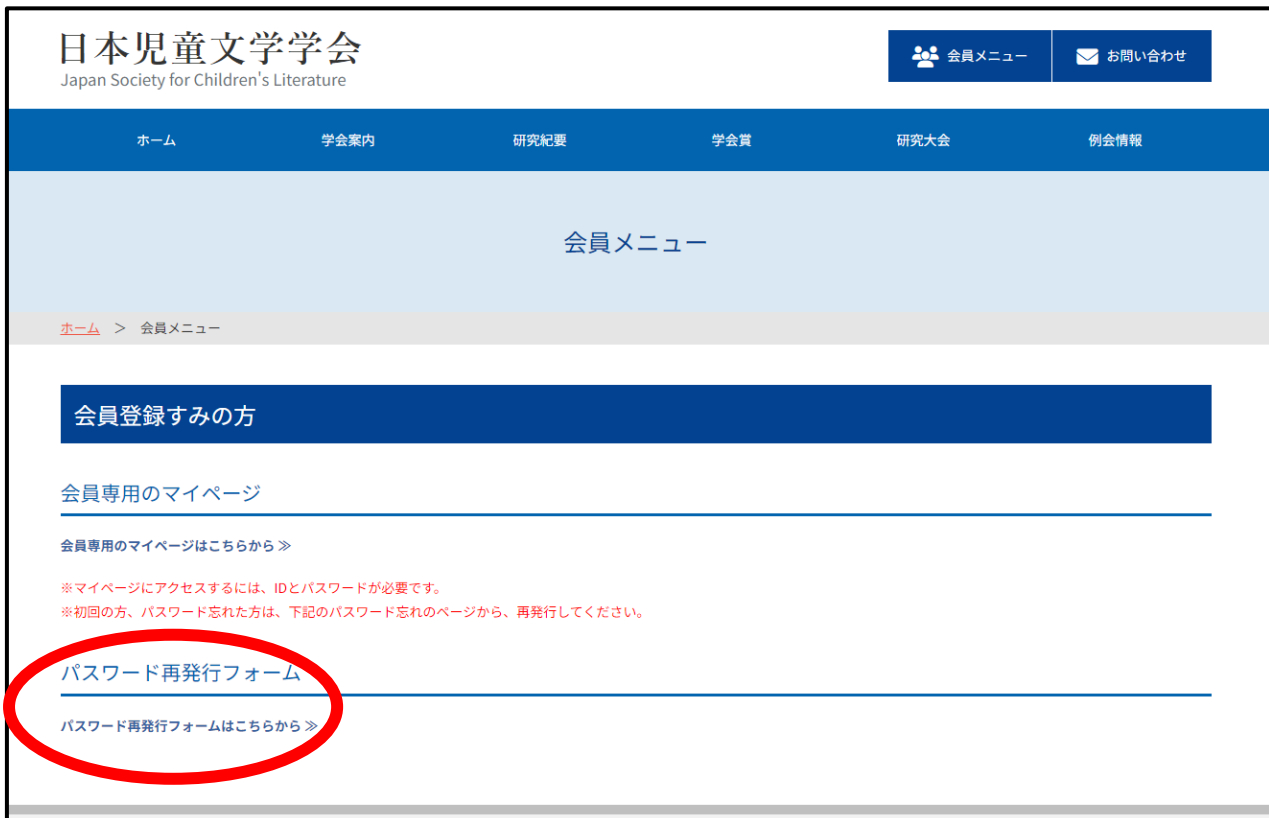 日本児童文学学会
Japan Society for Children's Literature
会員メニュー
お問い合わせ
ホーム
学会案内
研究紀要
学会賞
研究大会
例会情報
会員メニュー
ホーム ＞ 会員メニュー
会員登録すみの方
会員専用のマイページ
会員専用のマイページはこちらから ≫
※マイページにアクセスするには、IDとパスワードが必要です。
※初回の方、パスワード忘れた方は、下記のパスワード忘れのページから、再発行してください。
パスワード再発行フォーム
パスワード再発行フォームはこちらから ≫